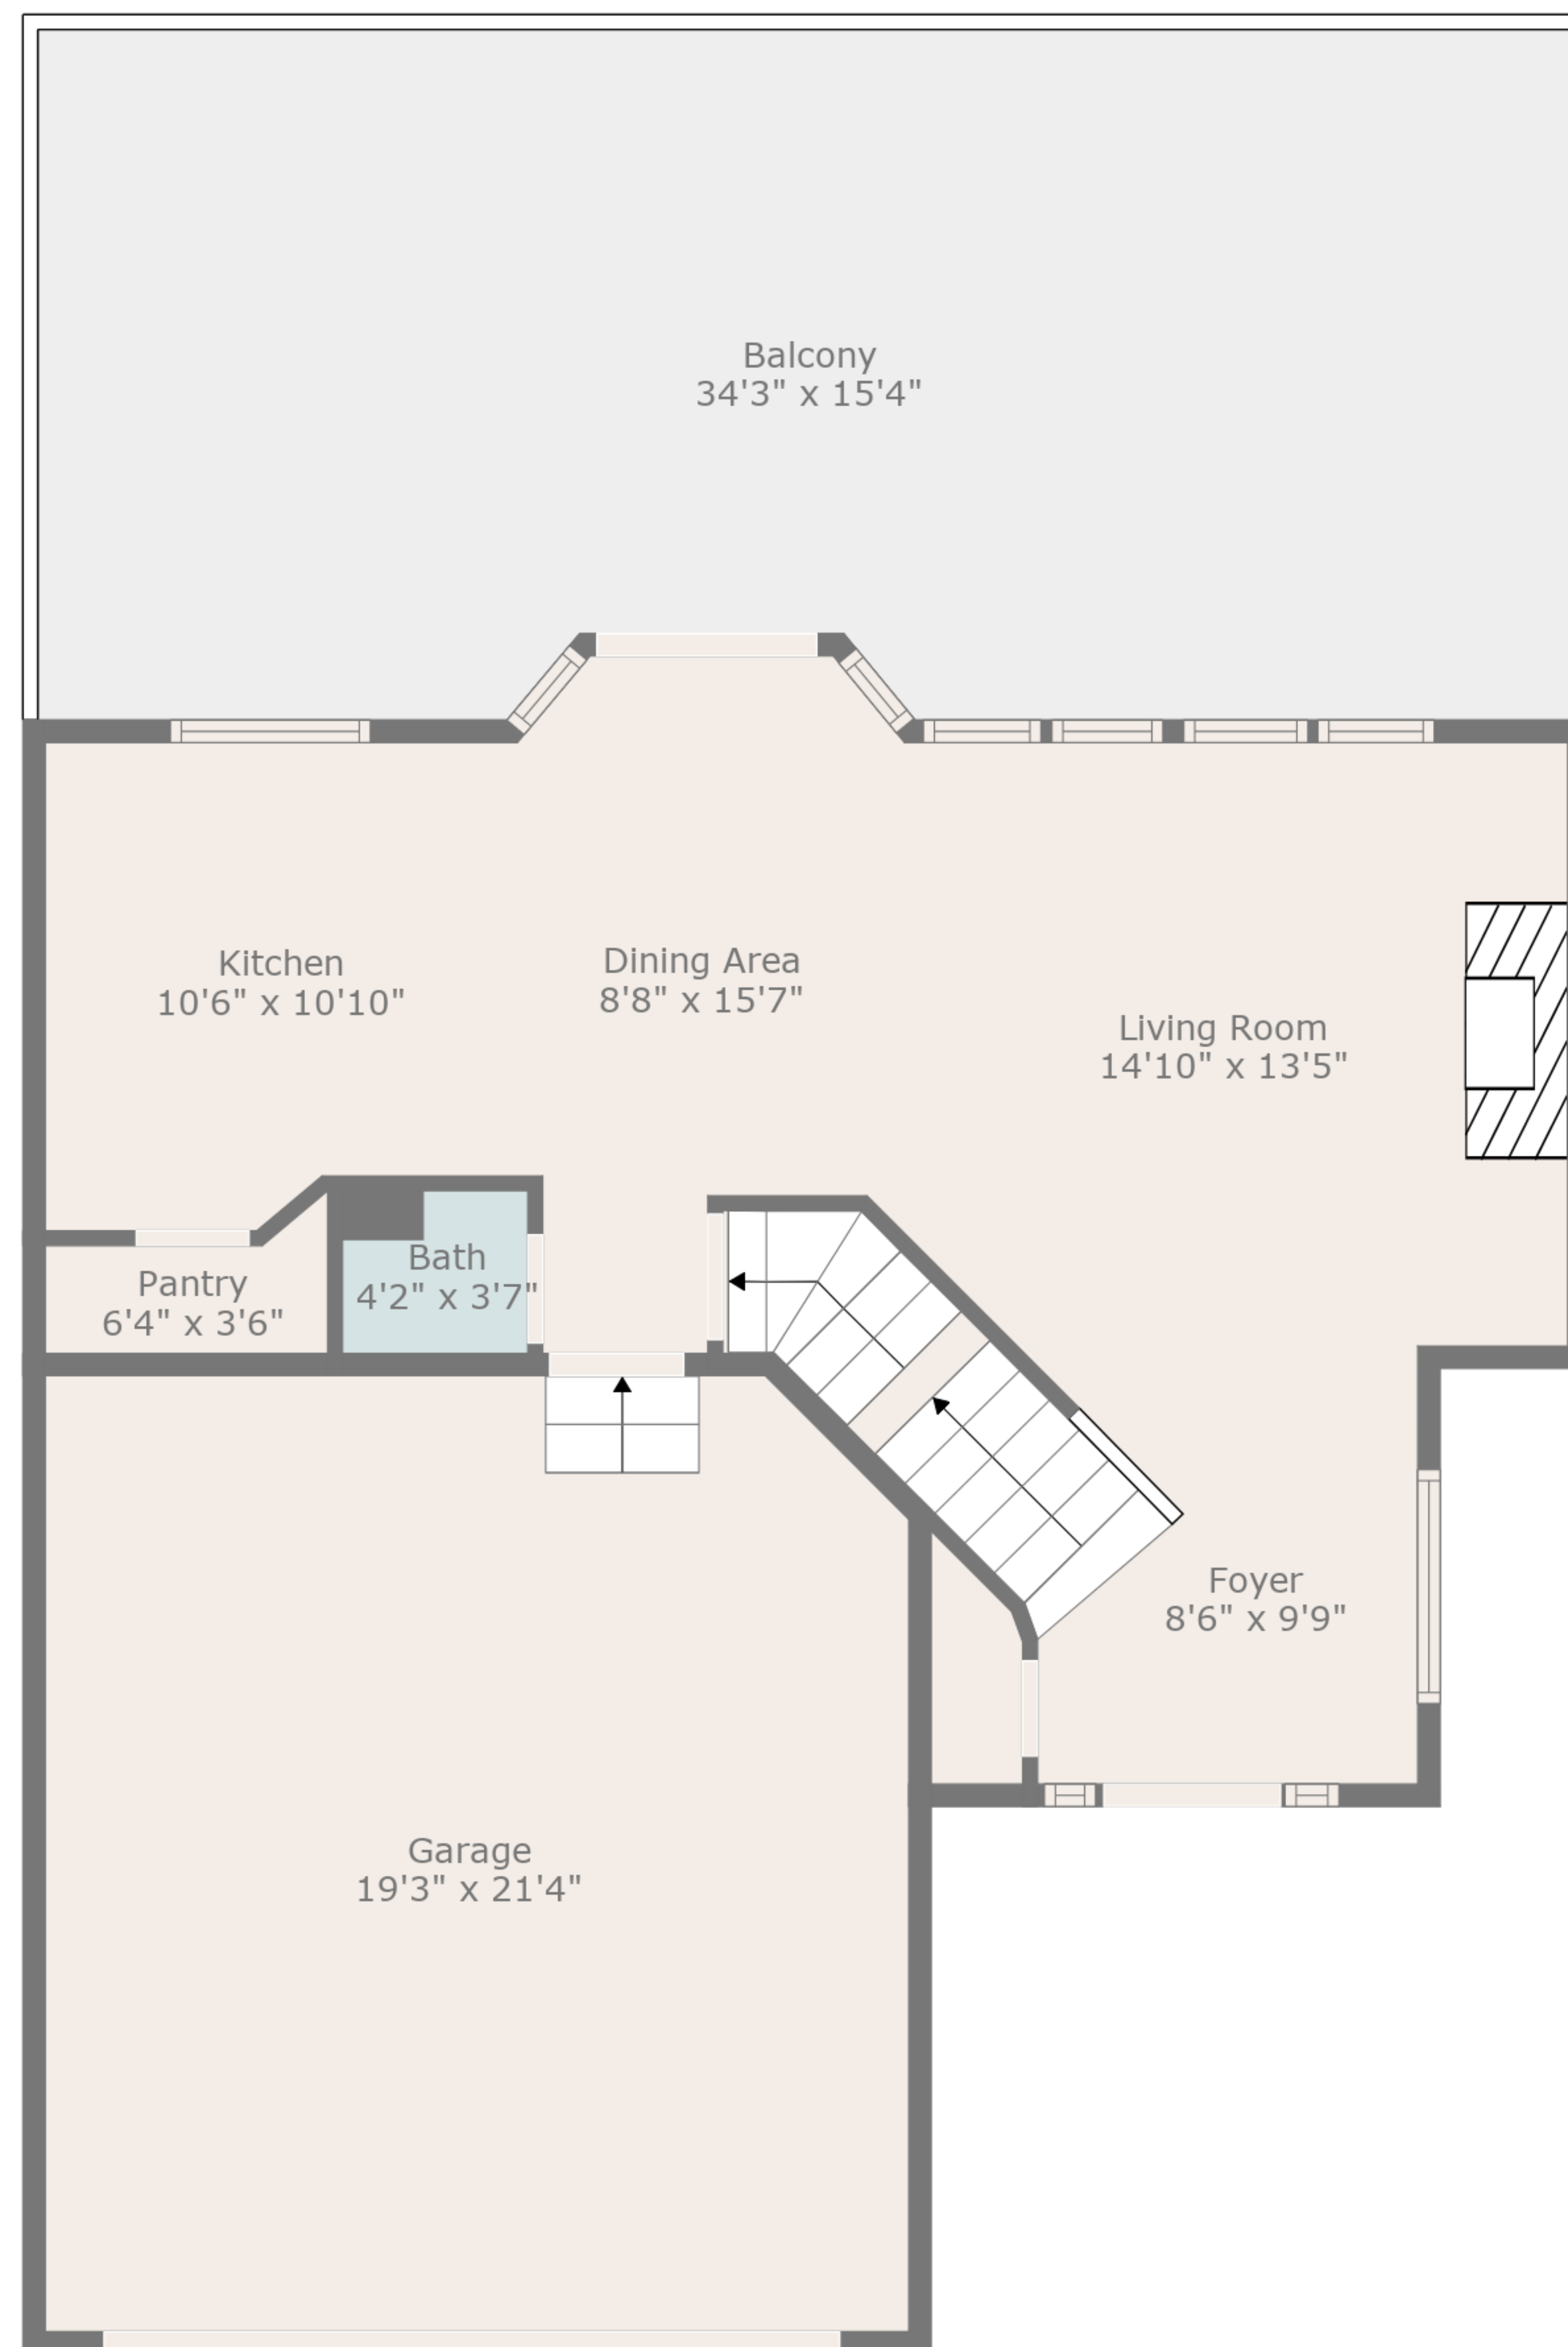 Balcony
34'3" x 15'4"
Kitchen
10'6" x 10'10"
Dining Area
8'8" x 15'7"
Living Room
14'10" x 13'5"
Pantry
6'4" x 3'6"
Bath
4'2" x 3'7"
Foyer
8'6" x 9'9"
Garage
19'3" x 21'4"